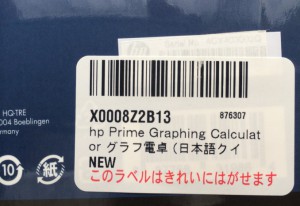 HQ-TRE
004 Boeblingen
ermany
X0008Z2B13
876307
hp Prime Graphing Calculat
or グラフ電卓 (日本語クイ
NEW
このラベルはきれいにはがせます
10
紙